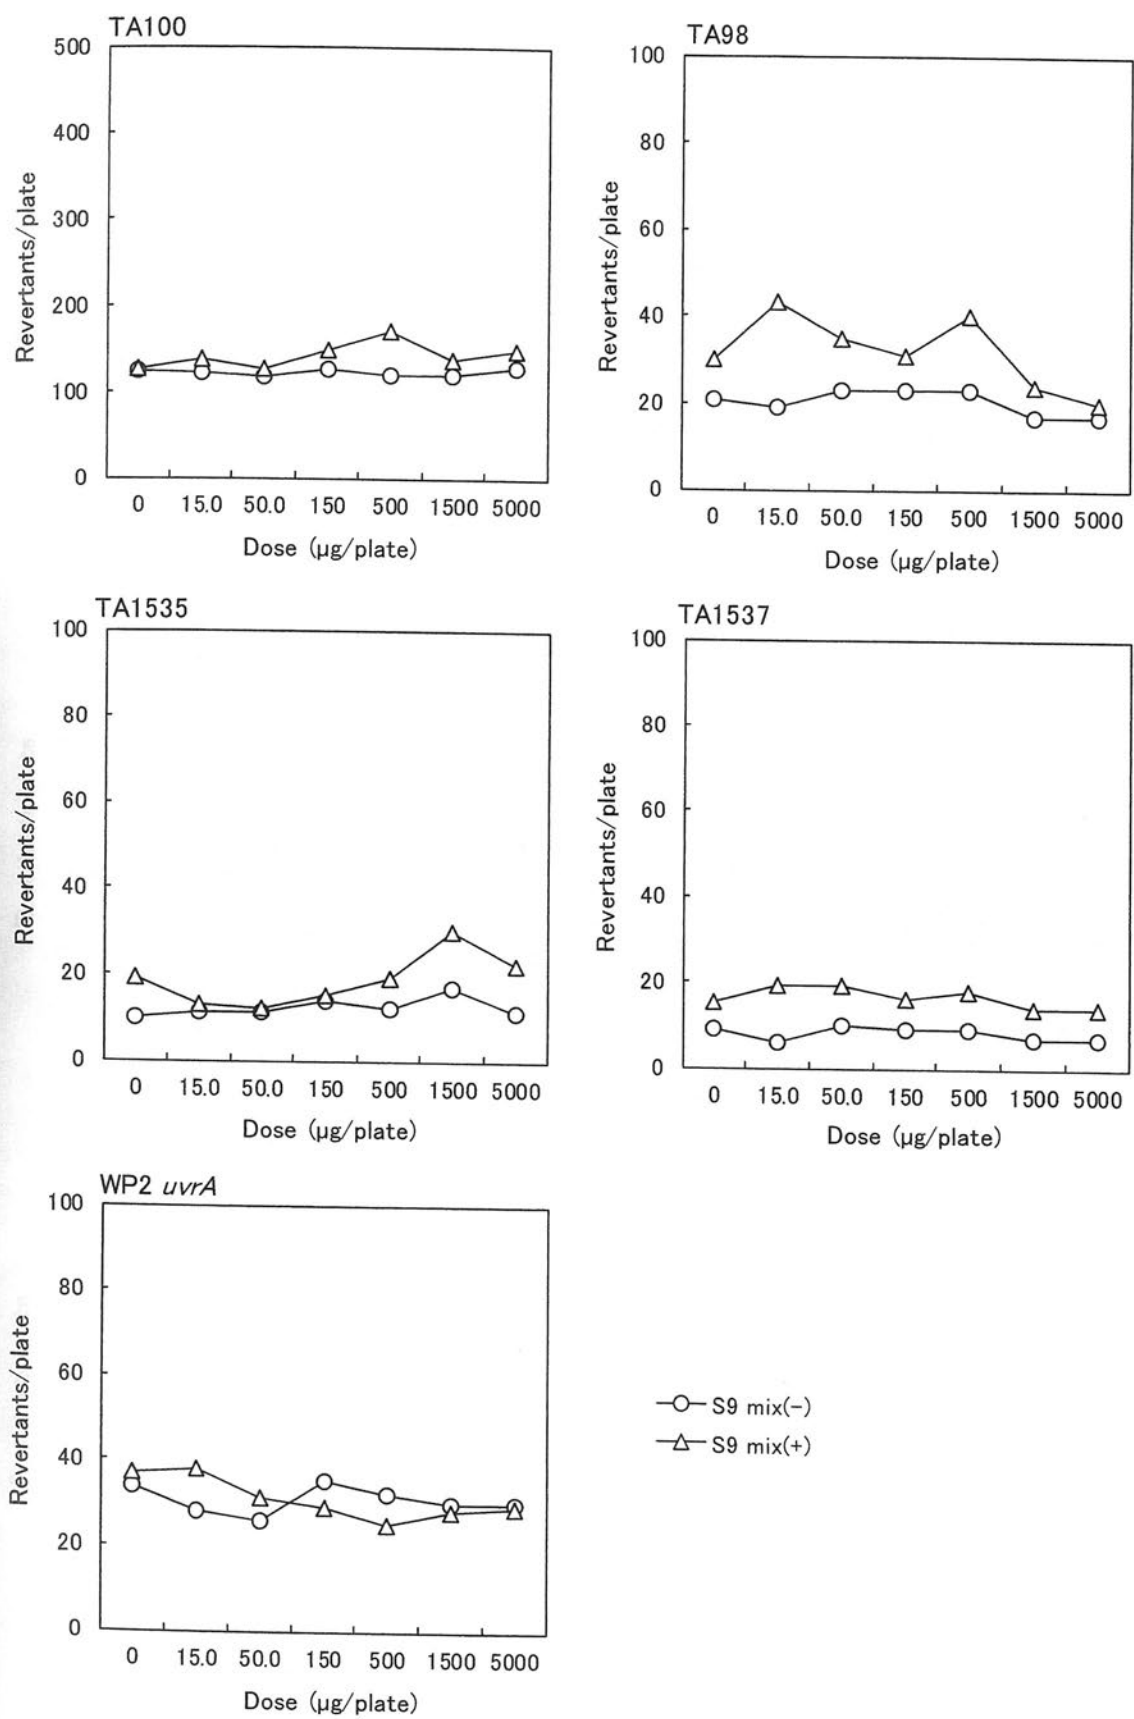 TA100
500
400
300
200
100
0
Revertants/plate
0 15.0 50.0 150 500 1500 5000
Dose (μg/plate)
TA98
100
80
60
40
20
0
Revertants/plate
0 15.0 50.0 150 500 1500 5000
Dose (μg/plate)
TA1535
100
80
60
40
20
0
Revertants/plate
0 15.0 50.0 150 500 1500 5000
Dose (μg/plate)
TA1537
100
80
60
40
20
0
Revertants/plate
0 15.0 50.0 150 500 1500 5000
Dose (μg/plate)
WP2 uvrA
100
80
60
40
20
0
Revertants/plate
0 15.0 50.0 150 500 1500 5000
Dose (μg/plate)
S9 mix(-)
S9 mix(+)